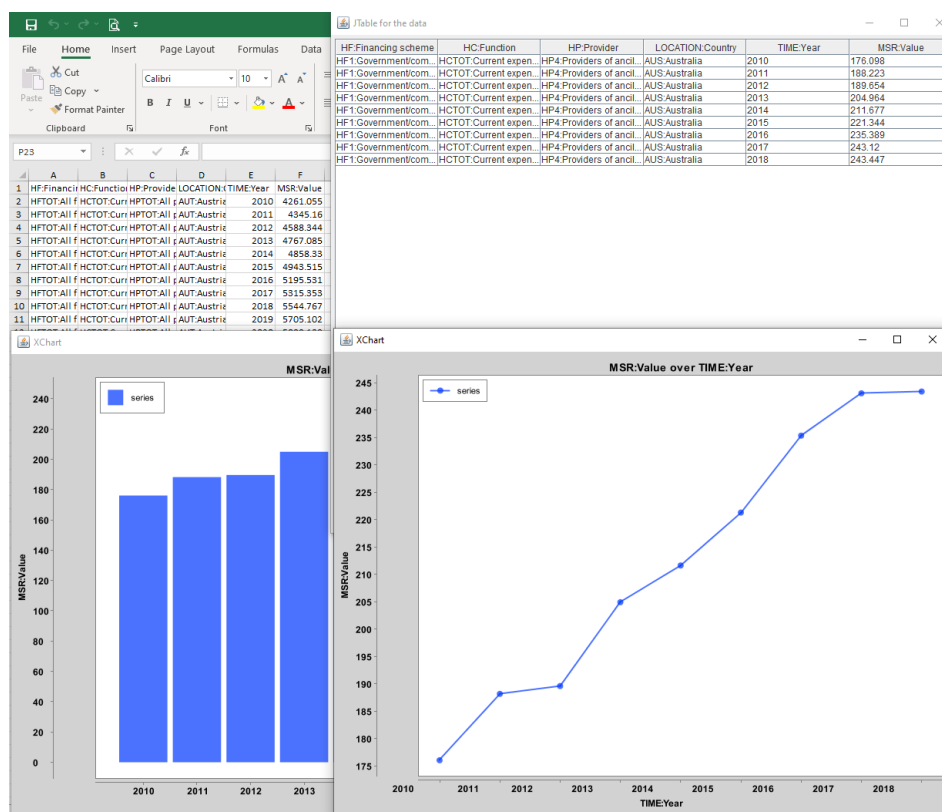 File Home Insert Page Layout Formulas Data
Cut
Copy
Format Painter
Paste
Calibri 10 A A
B I U A
Clipboard Font
P23 fx
A B C D E F
1 HF:Financin HC:Function HP:Provide LOCATION:( TIME:Year MSR:Value
2 HFTOT:All f HCTOT:Curr HPTOT:All p AUT:Austria 2010 4261.055
3 HFTOT:All f HCTOT:Curr HPTOT:All p AUT:Austria 2011 4345.16
4 HFTOT:All f HCTOT:Curr HPTOT:All p AUT:Austria 2012 4588.344
5 HFTOT:All f HCTOT:Curr HPTOT:All p AUT:Austria 2013 4767.085
6 HFTOT:All f HCTOT:Curr HPTOT:All p AUT:Austria 2014 4858.33
7 HFTOT:All f HCTOT:Curr HPTOT:All p AUT:Austria 2015 4943.515
8 HFTOT:All f HCTOT:Curr HPTOT:All p AUT:Austria 2016 5195.531
9 HFTOT:All f HCTOT:Curr HPTOT:All p AUT:Austria 2017 5315.353
10 HFTOT:All f HCTOT:Curr HPTOT:All p AUT:Austria 2018 5544.767
11 HFTOT:All f HCTOT:Curr HPTOT:All p AUT:Austria 2019 5705.102
JTable for the data
HF:Financing scheme HC:Function HP:Provider LOCATION:Country TIME:Year MSR:Value
HF1:Government/com... HCTOT:Current expen... HP4:Providers of ancil... AUS:Australia 2010 176.098
HF1:Government/com... HCTOT:Current expen... HP4:Providers of ancil... AUS:Australia 2011 188.223
HF1:Government/com... HCTOT:Current expen... HP4:Providers of ancil... AUS:Australia 2012 189.654
HF1:Government/com... HCTOT:Current expen... HP4:Providers of ancil... AUS:Australia 2013 204.964
HF1:Government/com... HCTOT:Current expen... HP4:Providers of ancil... AUS:Australia 2014 211.677
HF1:Government/com... HCTOT:Current expen... HP4:Providers of ancil... AUS:Australia 2015 221.344
HF1:Government/com... HCTOT:Current expen... HP4:Providers of ancil... AUS:Australia 2016 235.389
HF1:Government/com... HCTOT:Current expen... HP4:Providers of ancil... AUS:Australia 2017 243.12
HF1:Government/com... HCTOT:Current expen... HP4:Providers of ancil... AUS:Australia 2018 243.447
XChart
MSR:Val
series
240
220
200
180
160
140
120
100
80
60
40
20
0
MSR:Value
2010 2011 2012 2013
XChart
MSR:Value over TIME:Year
series
245
240
235
230
225
220
215
210
205
200
195
190
185
180
175
MSR:Value
2010 2011 2012 2013 2014 2015 2016 2017 2018
TIME:Year